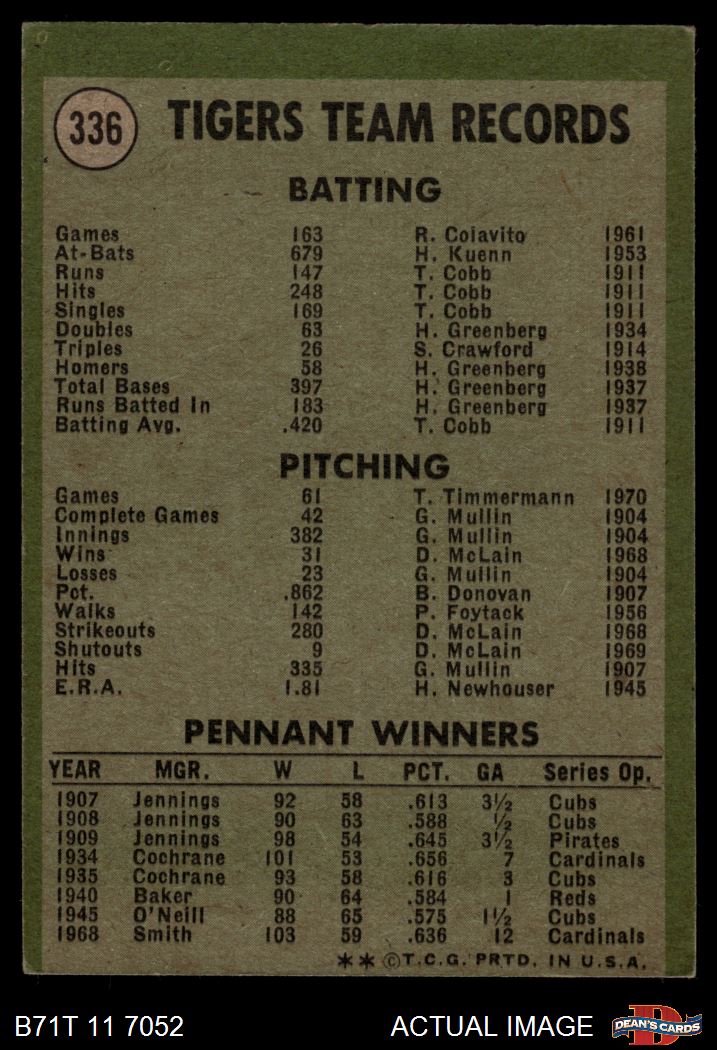 336 TIGERS TEAM RECORDS
BATTING
Games 163 R. Colavito 1961
At-Bats 679 H. Kuenn 1953
Runs 147 T. Cobb 1911
Hits 248 T. Cobb 1911
Singles 169 T. Cobb 1911
Doubles 63 H. Greenberg 1934
Triples 26 S. Crawford 1914
Homers 58 H. Greenberg 1938
Total Bases 397 H. Greenberg 1937
Runs Batted In 183 H. Greenberg 1937
Batting Avg. .420 T. Cobb 1911
PITCHING
Games 61 T. Timmermann 1970
Complete Games 42 G. Mullin 1904
Innings 382 G. Mullin 1904
Wins 31 D. McLain 1968
Losses 23 G. Mullin 1904
Pct. .862 B. Donovan 1907
Walks 142 P. Foytack 1956
Strikeouts 280 D. McLain 1968
Shutouts 9 D. McLain 1969
Hits 335 G. Mullin 1907
E.R.A. 1.81 H. Newhouser 1945
PENNANT WINNERS
YEAR MGR. W L PCT. GA Series Op.
1907 Jennings 92 58 .613 3½ Cubs
1908 Jennings 90 63 .588 ½ Cubs
1909 Jennings 98 54 .645 3½ Pirates
1934 Cochrane 101 53 .656 7 Cardinals
1935 Cochrane 93 58 .616 3 Cubs
1940 Baker 90 64 .584 1 Reds
1945 O'Neill 88 65 .575 1½ Cubs
1968 Smith 103 59 .636 12 Cardinals
** ©T.C.G. PRTD. IN U.S.A.
B71T 11 7052 ACTUAL IMAGE D DEAN'S CARDS